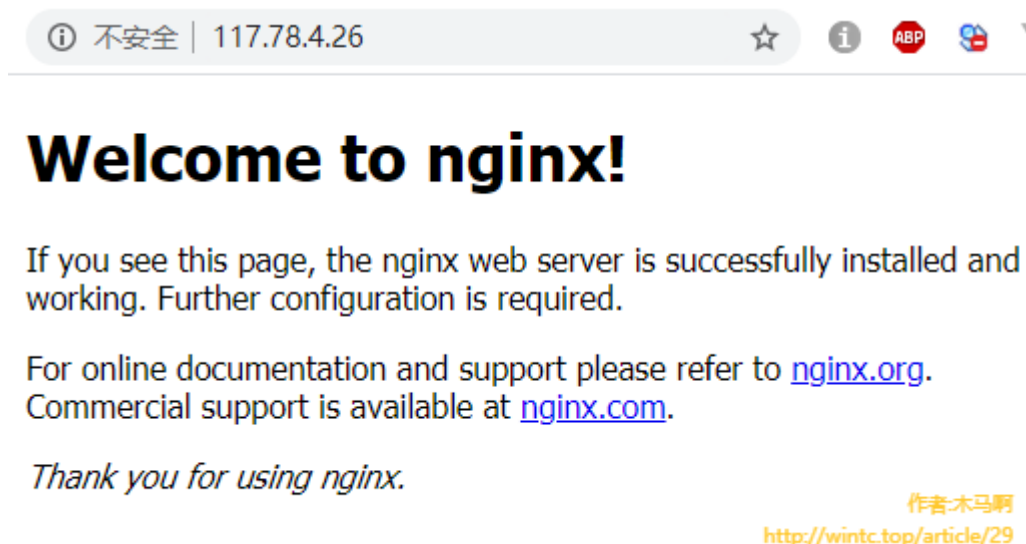 不安全 | 117.78.4.26
ABP
Welcome to nginx!
If you see this page, the nginx web server is successfully installed and
working. Further configuration is required.
For online documentation and support please refer to nginx.org.
Commercial support is available at nginx.com.
Thank you for using nginx.
作者:木马啊
http://wintc.top/article/29